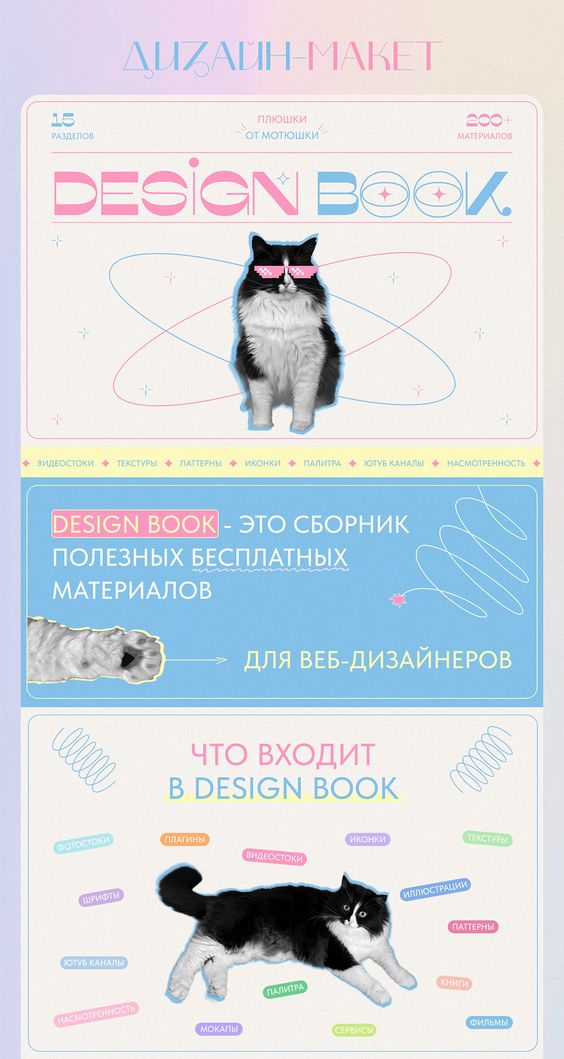 ДИЗАЙН-МАКЕТ
15
РАЗДЕЛОВ
ПЛЮШКИ
ОТ МОТЮШКИ
200+
МАТЕРИАЛОВ
DESIGN BOOK
ВИДЕОСТОКИ ТЕКСТУРЫ ПАТТЕРНЫ ИКОНКИ ПАЛИТРА ЮТУБ КАНАЛЫ НАСМОТРЕННОСТЬ
DESIGN BOOK - ЭТО СБОРНИК
ПОЛЕЗНЫХ БЕСПЛАТНЫХ
МАТЕРИАЛОВ
ДЛЯ ВЕБ-ДИЗАЙНЕРОВ
ЧТО ВХОДИТ
В DESIGN BOOK
ФОТОСТОКИ
ПЛАГИНЫ
ВИДЕОСТОКИ
ИКОНКИ
ТЕКСТУРЫ
ШРИФТЫ
ИЛЛЮСТРАЦИИ
ПАТТЕРНЫ
ЮТУБ КАНАЛЫ
ПАЛИТРА
КНИГИ
НАСМОТРЕННОСТЬ
МОКАПЫ
СЕРВИСЫ
ФИЛЬМЫ